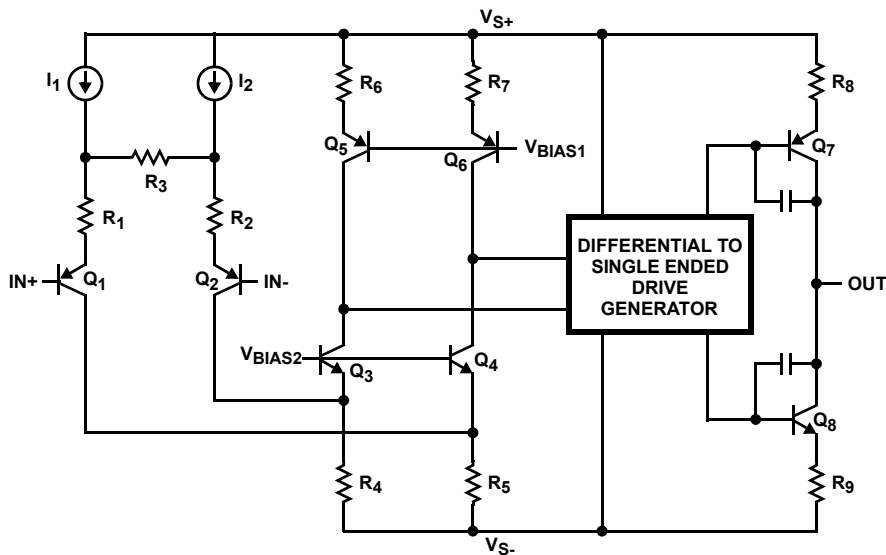 VS+
I1
I2
R6
R7
R8
Q5
Q6
VBIAS1
Q7
R3
R1
R2
DIFFERENTIAL TO
SINGLE ENDED
DRIVE
GENERATOR
IN+
Q1
Q2
IN-
OUT
VBIAS2
Q3
Q4
Q8
R4
R5
R9
VS-